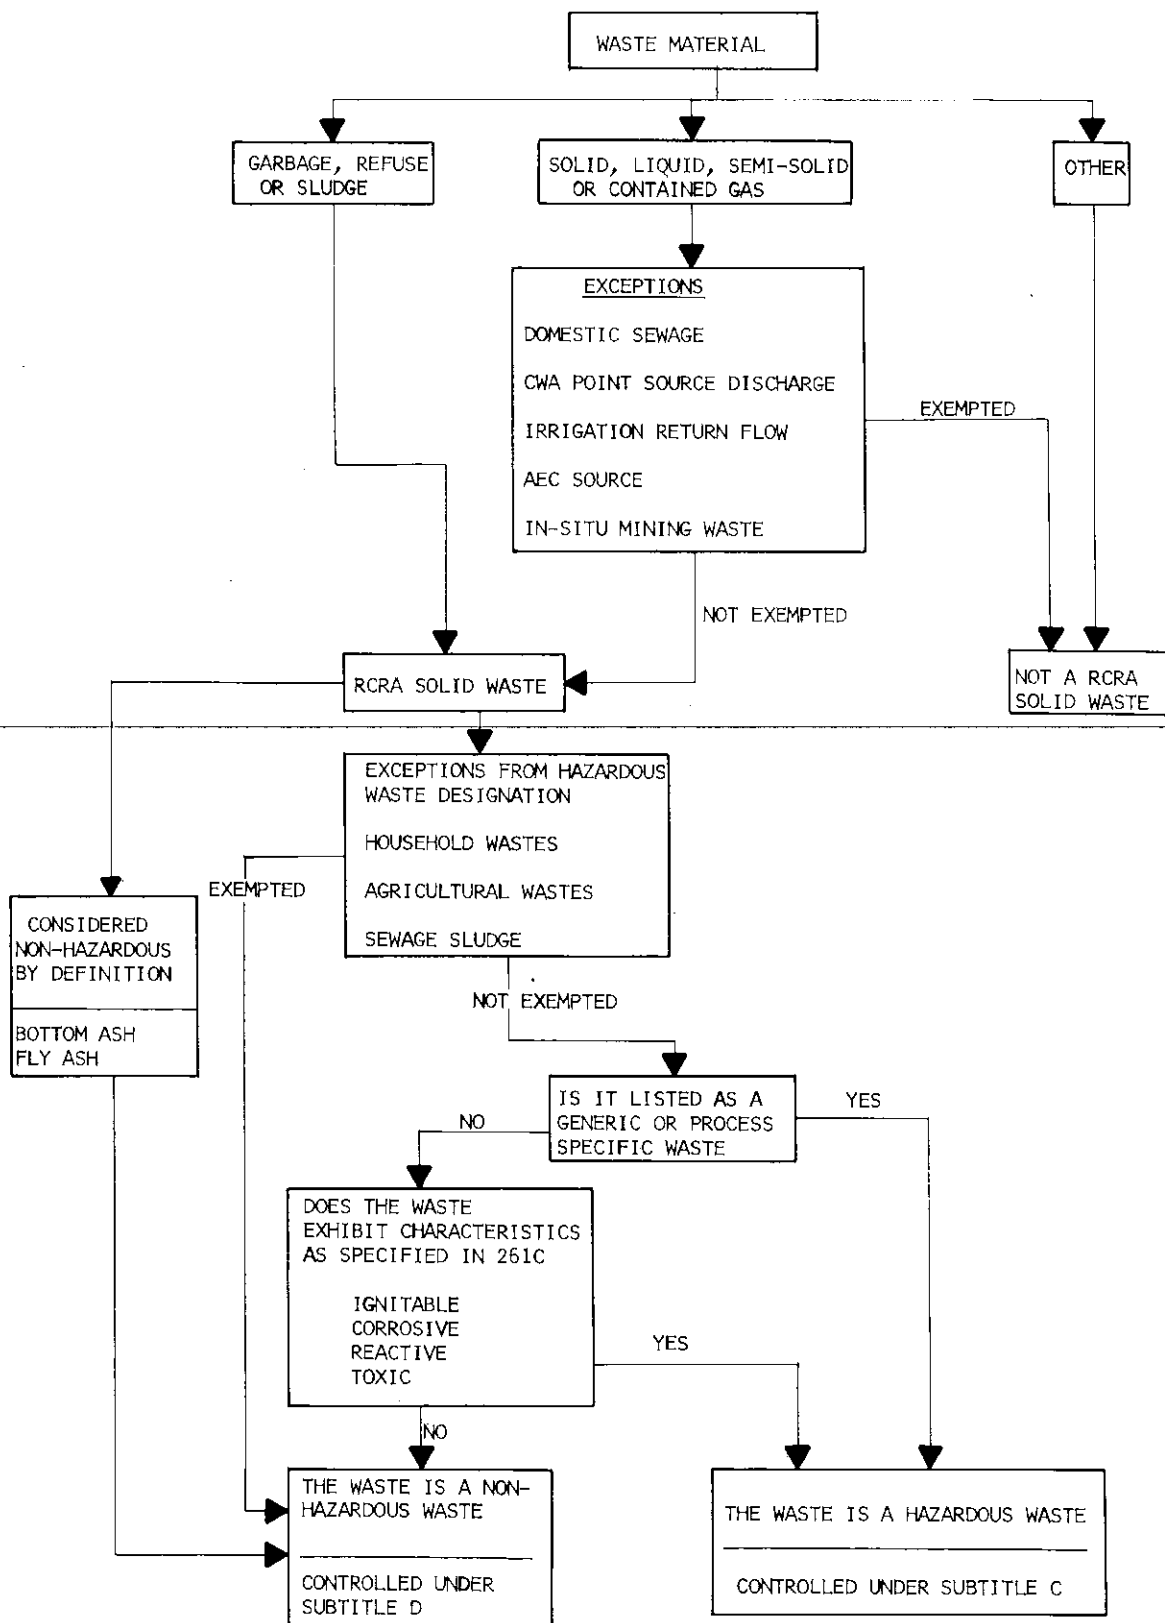 WASTE MATERIAL
GARBAGE, REFUSE
OR SLUDGE
SOLID, LIQUID, SEMI-SOLID
OR CONTAINED GAS
OTHER
EXCEPTIONS
DOMESTIC SEWAGE
CWA POINT SOURCE DISCHARGE
IRRIGATION RETURN FLOW
AEC SOURCE
IN-SITU MINING WASTE
EXEMPTED
NOT EXEMPTED
RCRA SOLID WASTE
NOT A RCRA
SOLID WASTE
EXCEPTIONS FROM HAZARDOUS
WASTE DESIGNATION
HOUSEHOLD WASTES
AGRICULTURAL WASTES
SEWAGE SLUDGE
EXEMPTED
CONSIDERED
NON-HAZARDOUS
BY DEFINITION
BOTTOM ASH
FLY ASH
NOT EXEMPTED
IS IT LISTED AS A
GENERIC OR PROCESS
SPECIFIC WASTE
NO
YES
DOES THE WASTE
EXHIBIT CHARACTERISTICS
AS SPECIFIED IN 261C
IGNITABLE
CORROSIVE
REACTIVE
TOXIC
YES
NO
THE WASTE IS A NON-
HAZARDOUS WASTE
CONTROLLED UNDER
SUBTITLE D
THE WASTE IS A HAZARDOUS WASTE
CONTROLLED UNDER SUBTITLE C